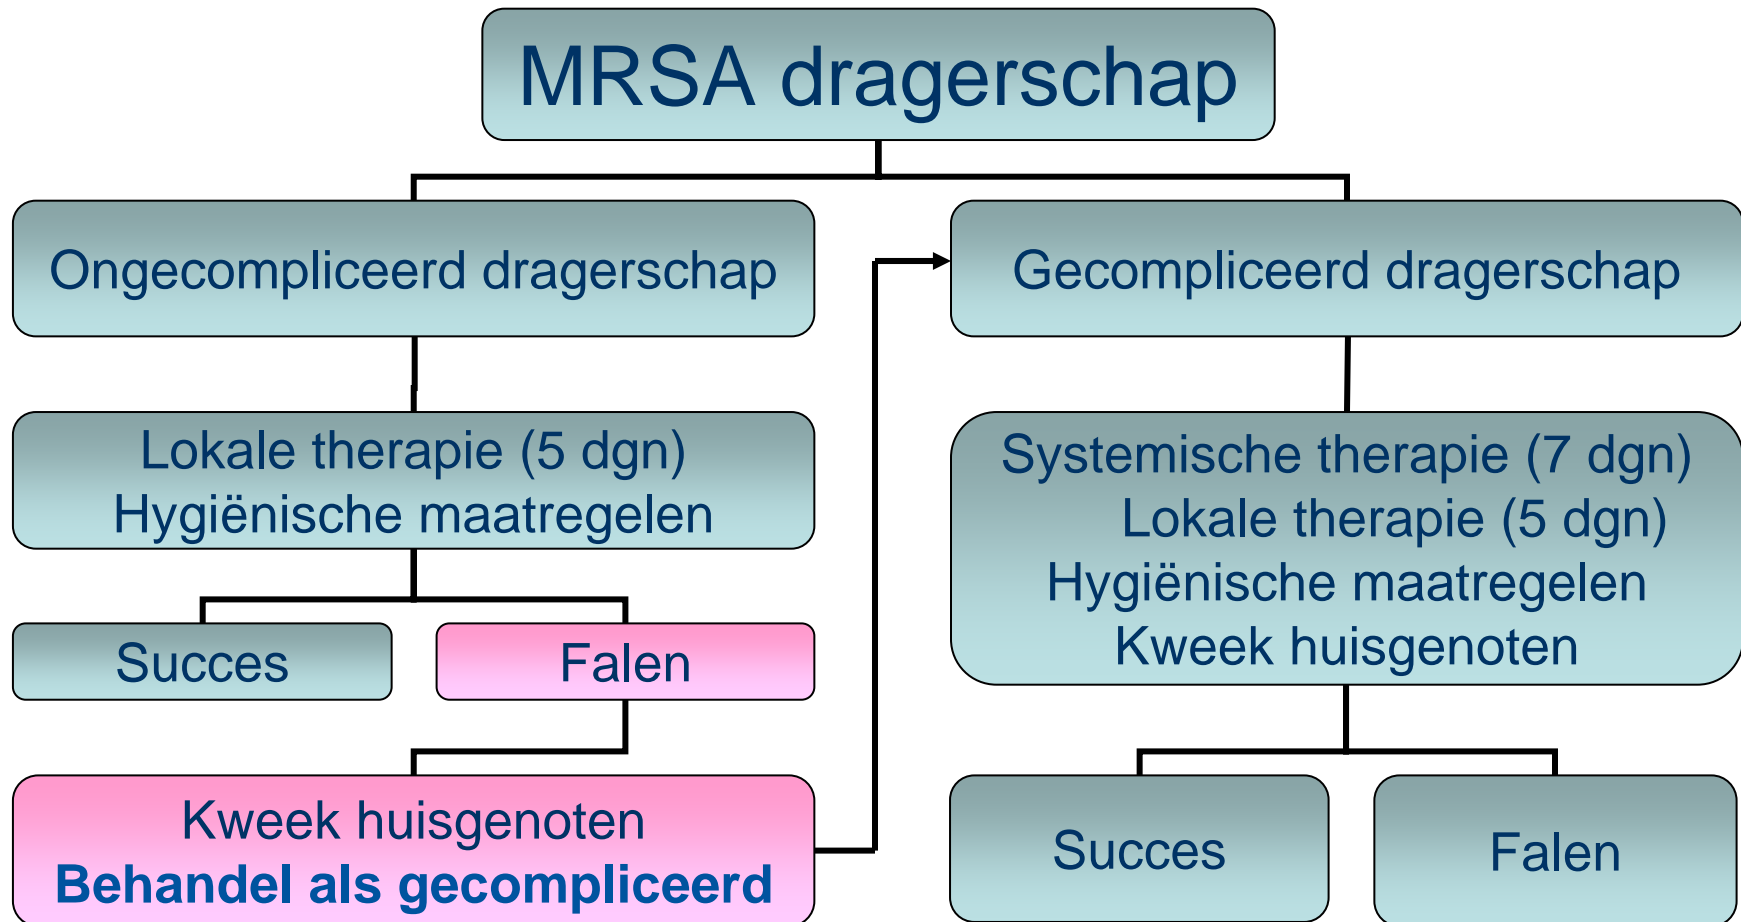 MRSA dragerschap
Ongecompliceerd dragerschap
Gecompliceerd dragerschap
Lokale therapie (5 dgn)
Hygiënische maatregelen
Systemische therapie (7 dgn)
Lokale therapie (5 dgn)
Hygiënische maatregelen
Kweek huisgenoten
Succes
Falen
Kweek huisgenoten
Behandel als gecompliceerd
Succes
Falen